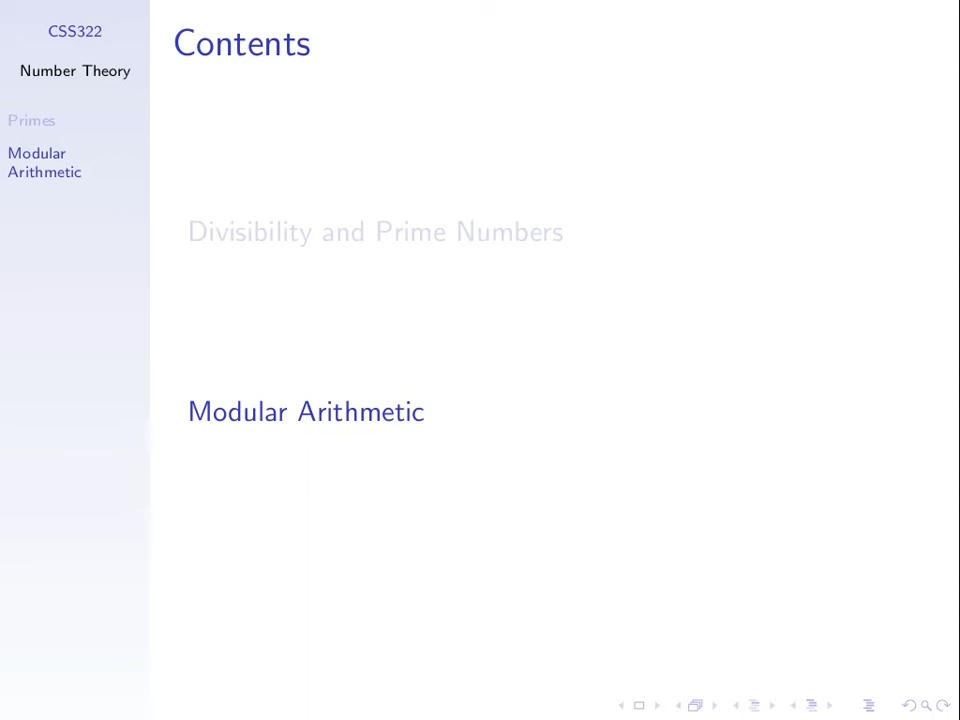 CSS322
Number Theory
Primes
Modular
Arithmetic
Contents
Divisibility and Prime Numbers
Modular Arithmetic